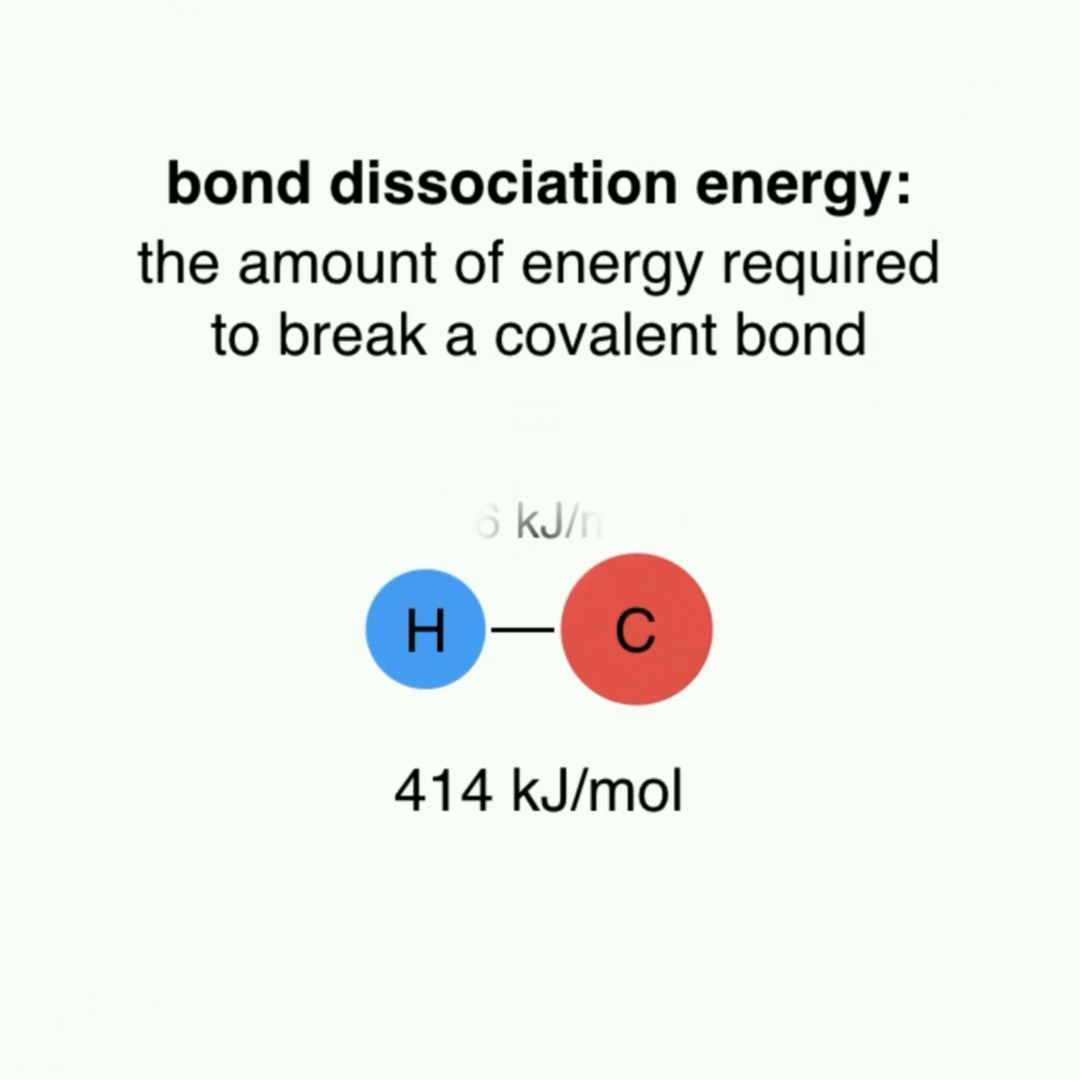 bond dissociation energy:
the amount of energy required
to break a covalent bond
H C
414 kJ/mol